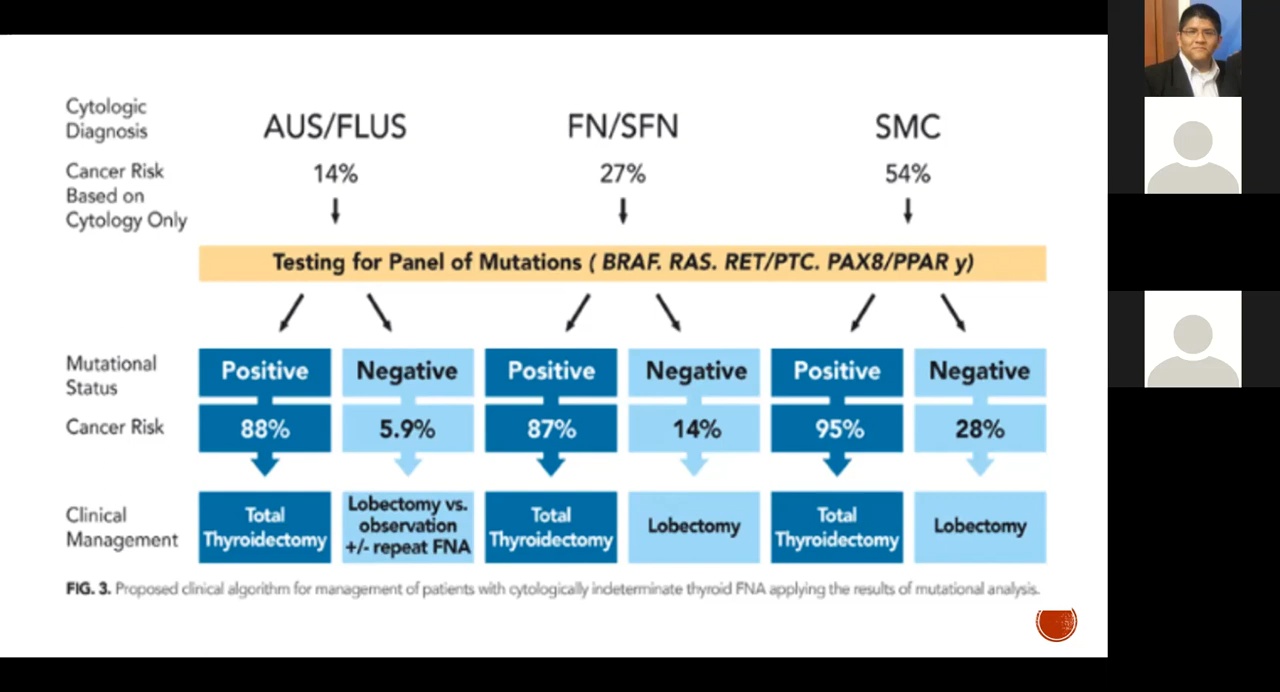 Cytologic
Diagnosis
AUS/FLUS
FN/SFN
SMC
Cancer Risk
Based on
Cytology Only
14%
27%
54%
Testing for Panel of Mutations ( BRAF. RAS. RET/PTC. PAX8/PPAR y)
Mutational
Status
Positive
Negative
Positive
Negative
Positive
Negative
Cancer Risk
88%
5.9%
87%
14%
95%
28%
Clinical
Management
Total
Thyroidectomy
Lobectomy vs.
observation
+/- repeat FNA
Total
Thyroidectomy
Lobectomy
Total
Thyroidectomy
Lobectomy
FIG. 3. Proposed clinical algorithm for management of patients with cytologically indeterminate thyroid FNA applying the results of mutational analysis.